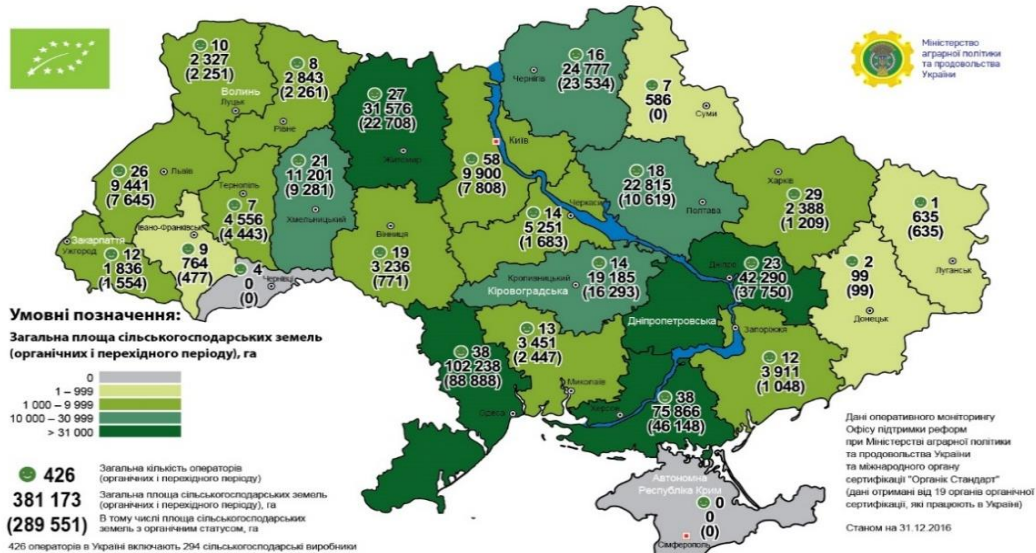 Міністерство
аграрної політики
та продовольства
України
10
2 327
(2 251)
Волинь
Луцьк
8
2 843
(2 261)
Рівне
27
31 576
(22 708)
Житомир
16
24 777
(23 534)
Чернігів
7
586
(0)
Суми
Київ
58
9 900
(7 808)
26
9 441
(7 645)
Львів
Тернопіль
7
4 556
(4 443)
21
11 201
(9 281)
Хмельницький
18
22 815
(10 619)
Полтава
Харків
29
2 388
(1 209)
1
635
(635)
Луганськ
Черкаси
14
5 251
(1 683)
Закарпаття
Ужгород
12
1 836
(1 554)
Івано-Франківськ
9
764
(477)
4
0
(0)
Чернівці
Вінниця
19
3 236
(771)
14
19 185
(16 293)
Кропивницький
Кіровоградська
Дніпро
23
42 290
(37 750)
Дніпропетровська
2
99
(99)
Донецьк
Запоріжжя
12
3 911
(1 048)
13
3 451
(2 447)
Миколаїв
38
102 238
(88 888)
Одеса
38
75 866
(46 148)
Херсон
Автономна
Республіка Крим
0
0
(0)
Сімферополь
Умовні позначення:
Загальна площа сільськогосподарських земель
(органічних і перехідного періоду), га
0
1 – 999
1 000 – 9 999
10 000 – 30 999
> 31 000
426 Загальна кількість операторів
(органічних і перехідного періоду)
381 173 Загальна площа сільськогосподарських земель
(органічних і перехідного періоду), га
(289 551) В тому числі площа сільськогосподарських
земель з органічним статусом, га
426 операторів в Україні включають 294 сільськогосподарські виробники
Дані оперативного моніторингу
Офісу підтримки реформ
при Міністерстві аграрної політики
та продовольства України
та міжнародного органу
сертифікації "Органік Стандарт"
(дані отримані від 19 органа органічної
сертифікації, які працюють в Україні)
Станом на 31.12.2016